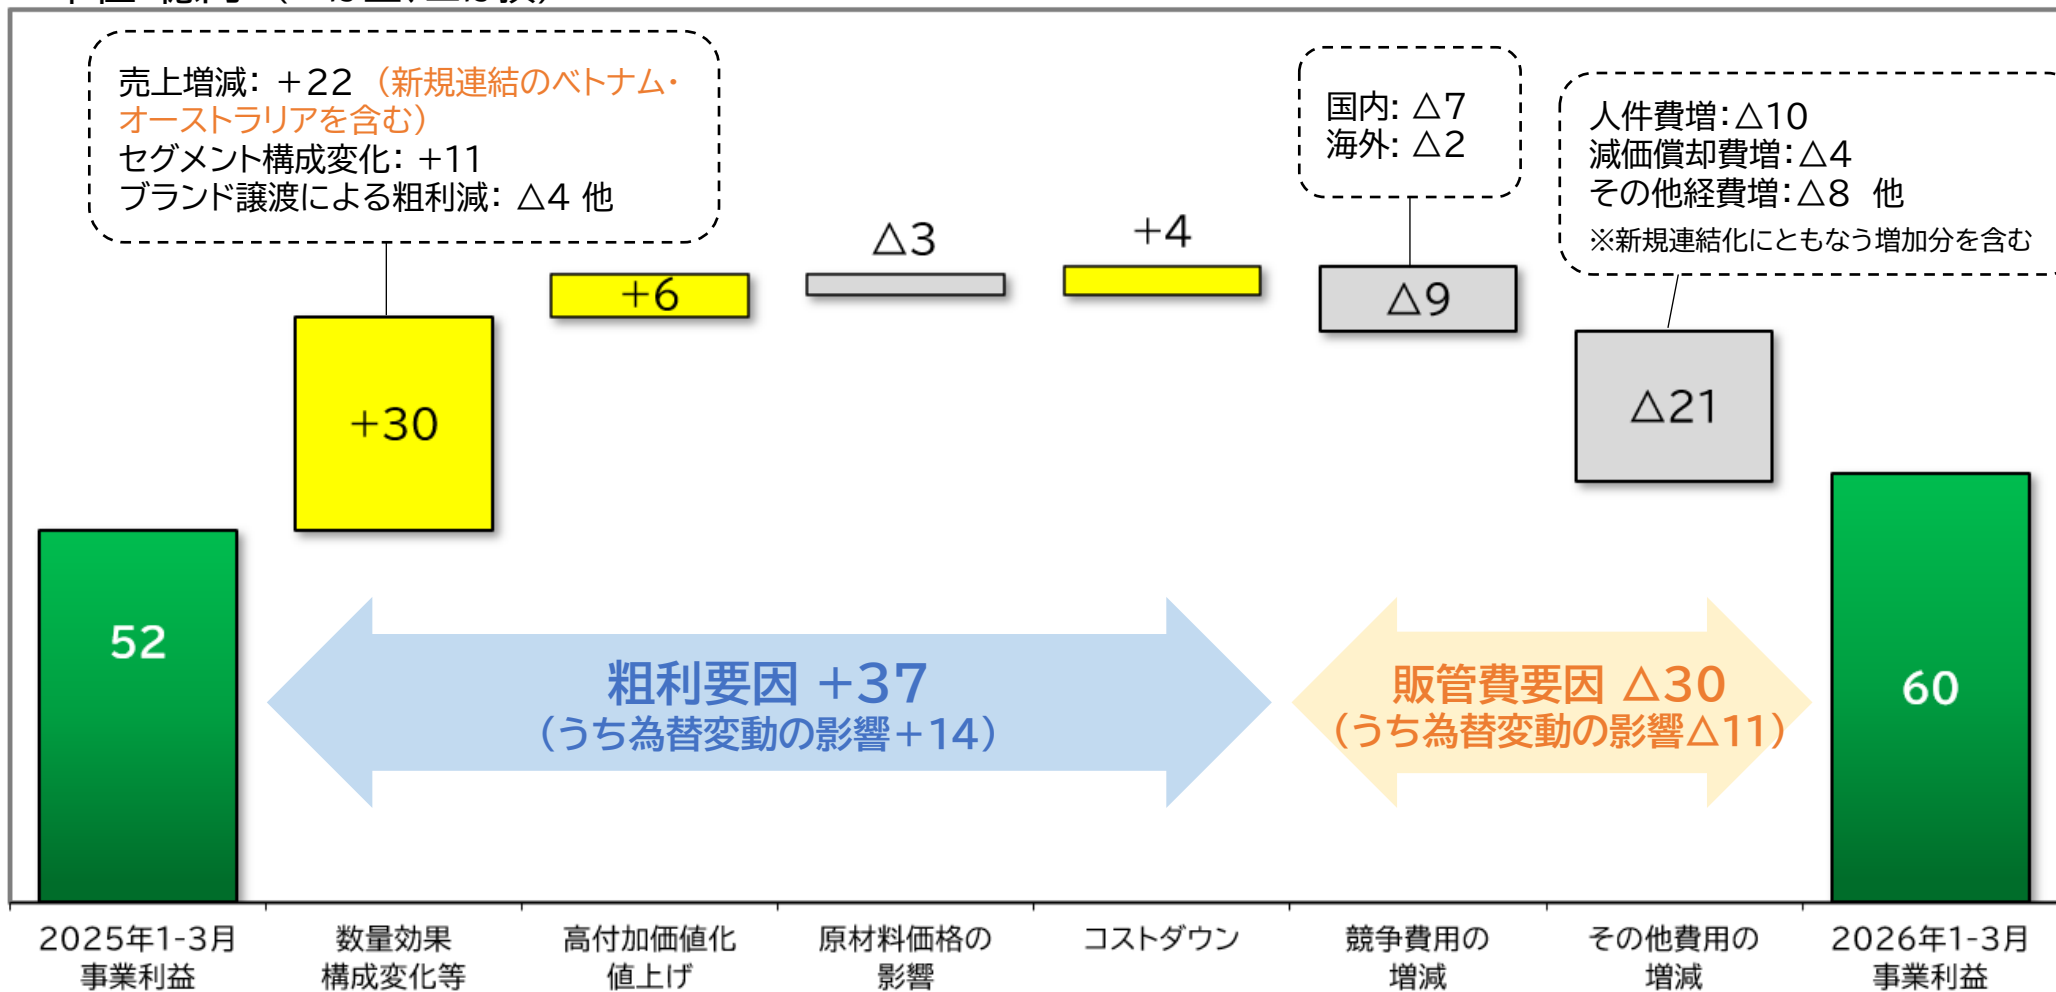 売上増減： +22 （新規連結のベトナム・
オーストラリアを含む）
セグメント構成変化： +11
ブランド譲渡による粗利減： △4 他
国内： △7
海外： △2
人件費増：△10
減価償却費増：△4
その他経費増：△8 他
※新規連結化にともなう増加分を含む
+30
+6
△3
+4
△9
△21
52
60
粗利要因 +37
（うち為替変動の影響+14）
販管費要因 △30
（うち為替変動の影響△11）
2025年1-3月
事業利益
数量効果
構成変化等
高付加価値化
値上げ
原材料価格の
影響
コストダウン
競争費用の
増減
その他費用の
増減
2026年1-3月
事業利益